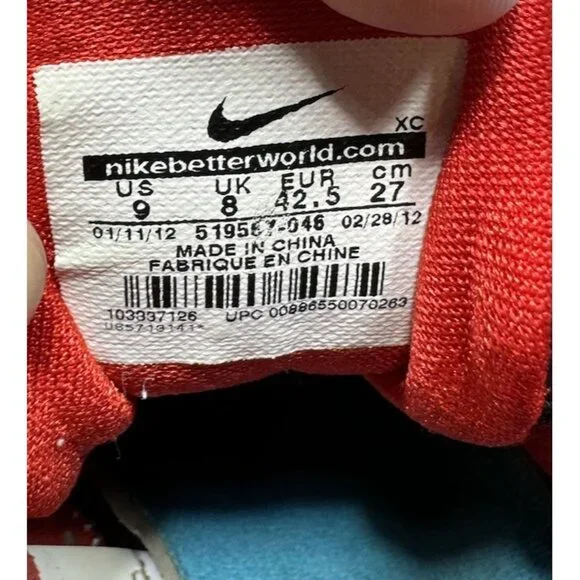 XC
nikebetterworld.com
US UK EUR cm
9 8 42.5 27
01/11/12 519567-046 02/28/12
MADE IN CHINA
FABRIQUE EN CHINE
103337126 UPC 00886550070263